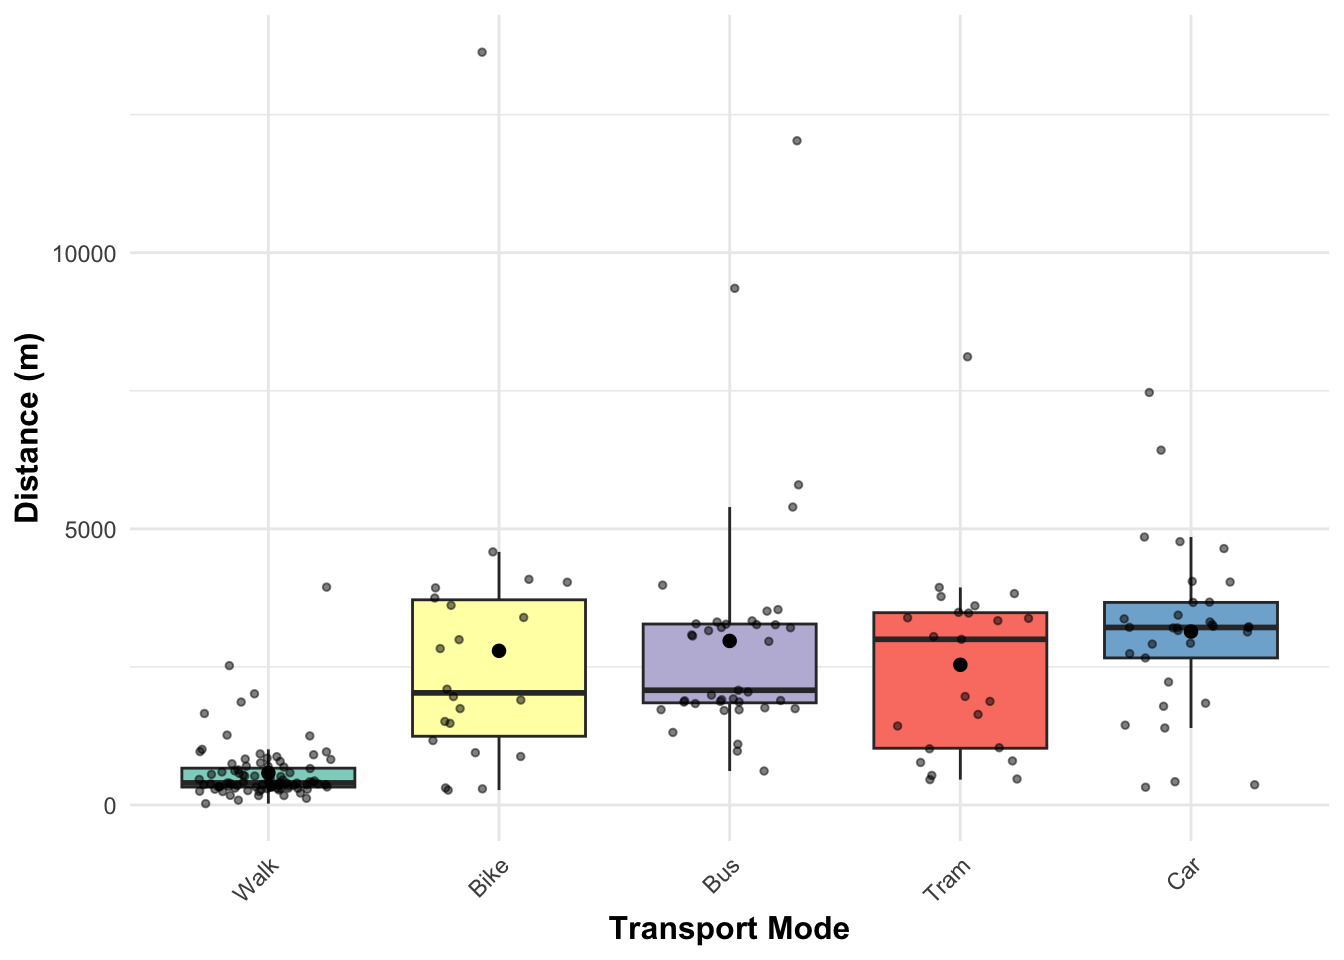 Distance (m)
10000
5000
0
Walk
Bike
Bus
Tram
Car
Transport Mode